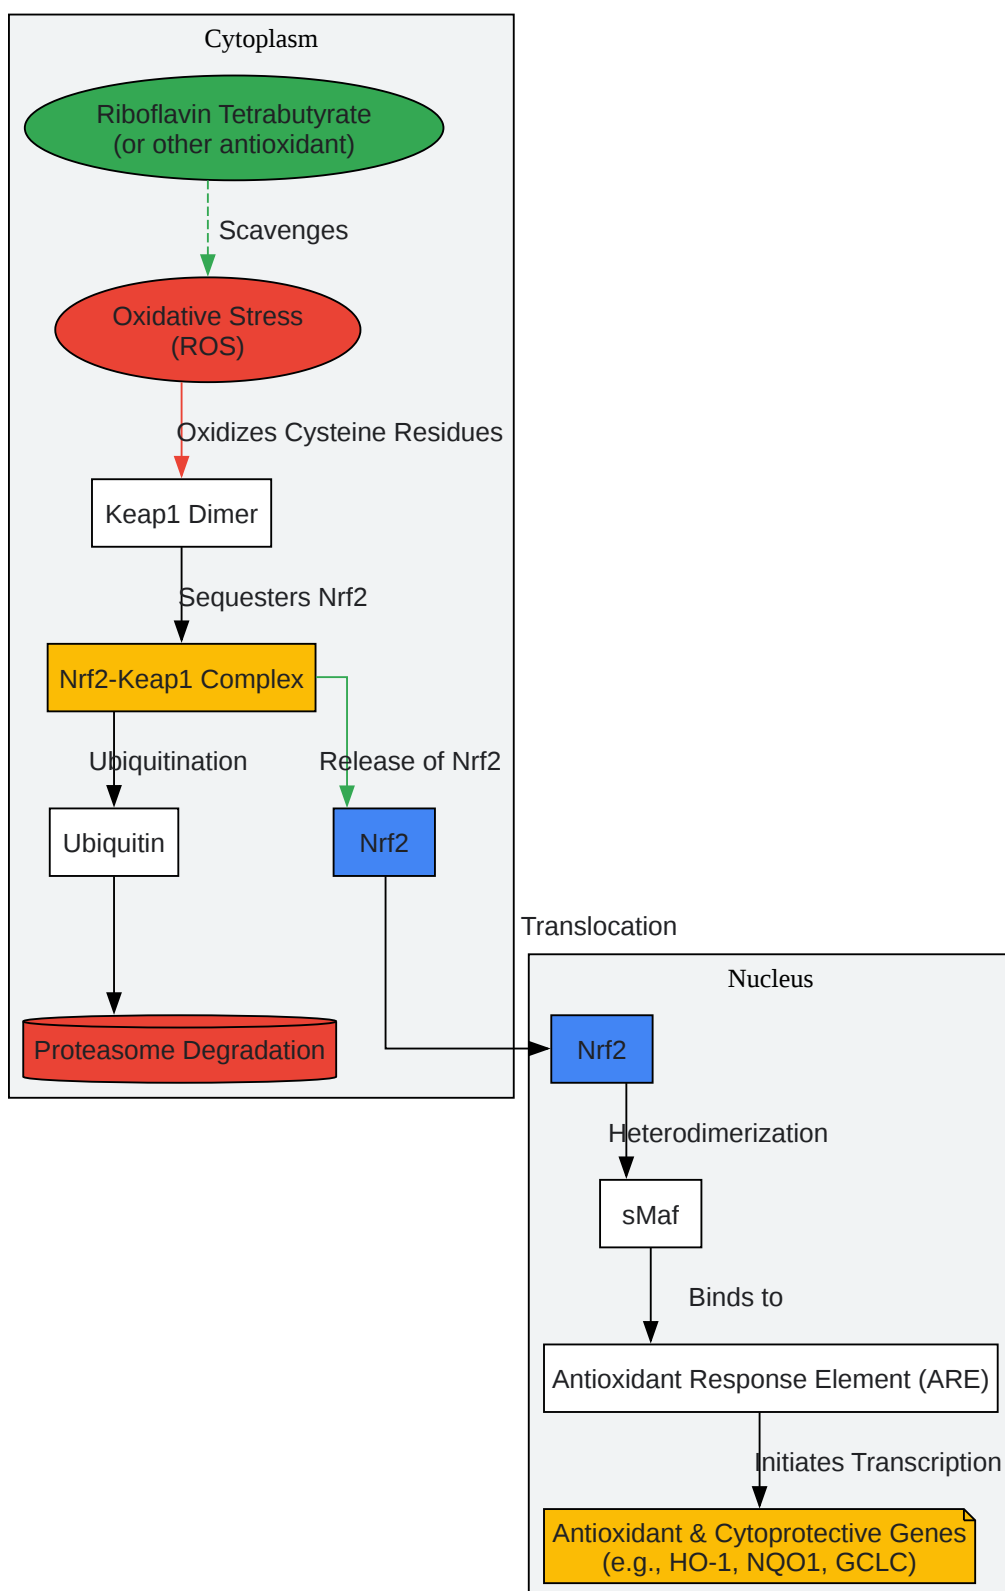 Cytoplasm
Riboflavin Tetrabutyrate
(or other antioxidant)
Scavenges
Oxidative Stress
(ROS)
Oxidizes Cysteine Residues
Keap1 Dimer
Sequesters Nrf2
Nrf2-Keap1 Complex
Ubiquitination
Release of Nrf2
Ubiquitin
Nrf2
Translocation
Proteasome Degradation
Nucleus
Nrf2
Heterodimerization
sMaf
Binds to
Antioxidant Response Element (ARE)
Initiates Transcription
Antioxidant & Cytoprotective Genes
(e.g., HO-1, NQO1, GCLC)